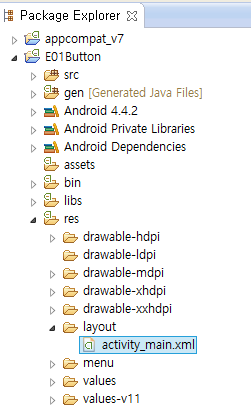 Package Explorer
appcompat_v7
E01Button
src
gen [Generated Java Files]
Android 4.4.2
Android Private Libraries
Android Dependencies
assets
bin
libs
res
drawable-hdpi
drawable-ldpi
drawable-mdpi
drawable-xhdpi
drawable-xxhdpi
layout
activity_main.xml
menu
values
values-v11